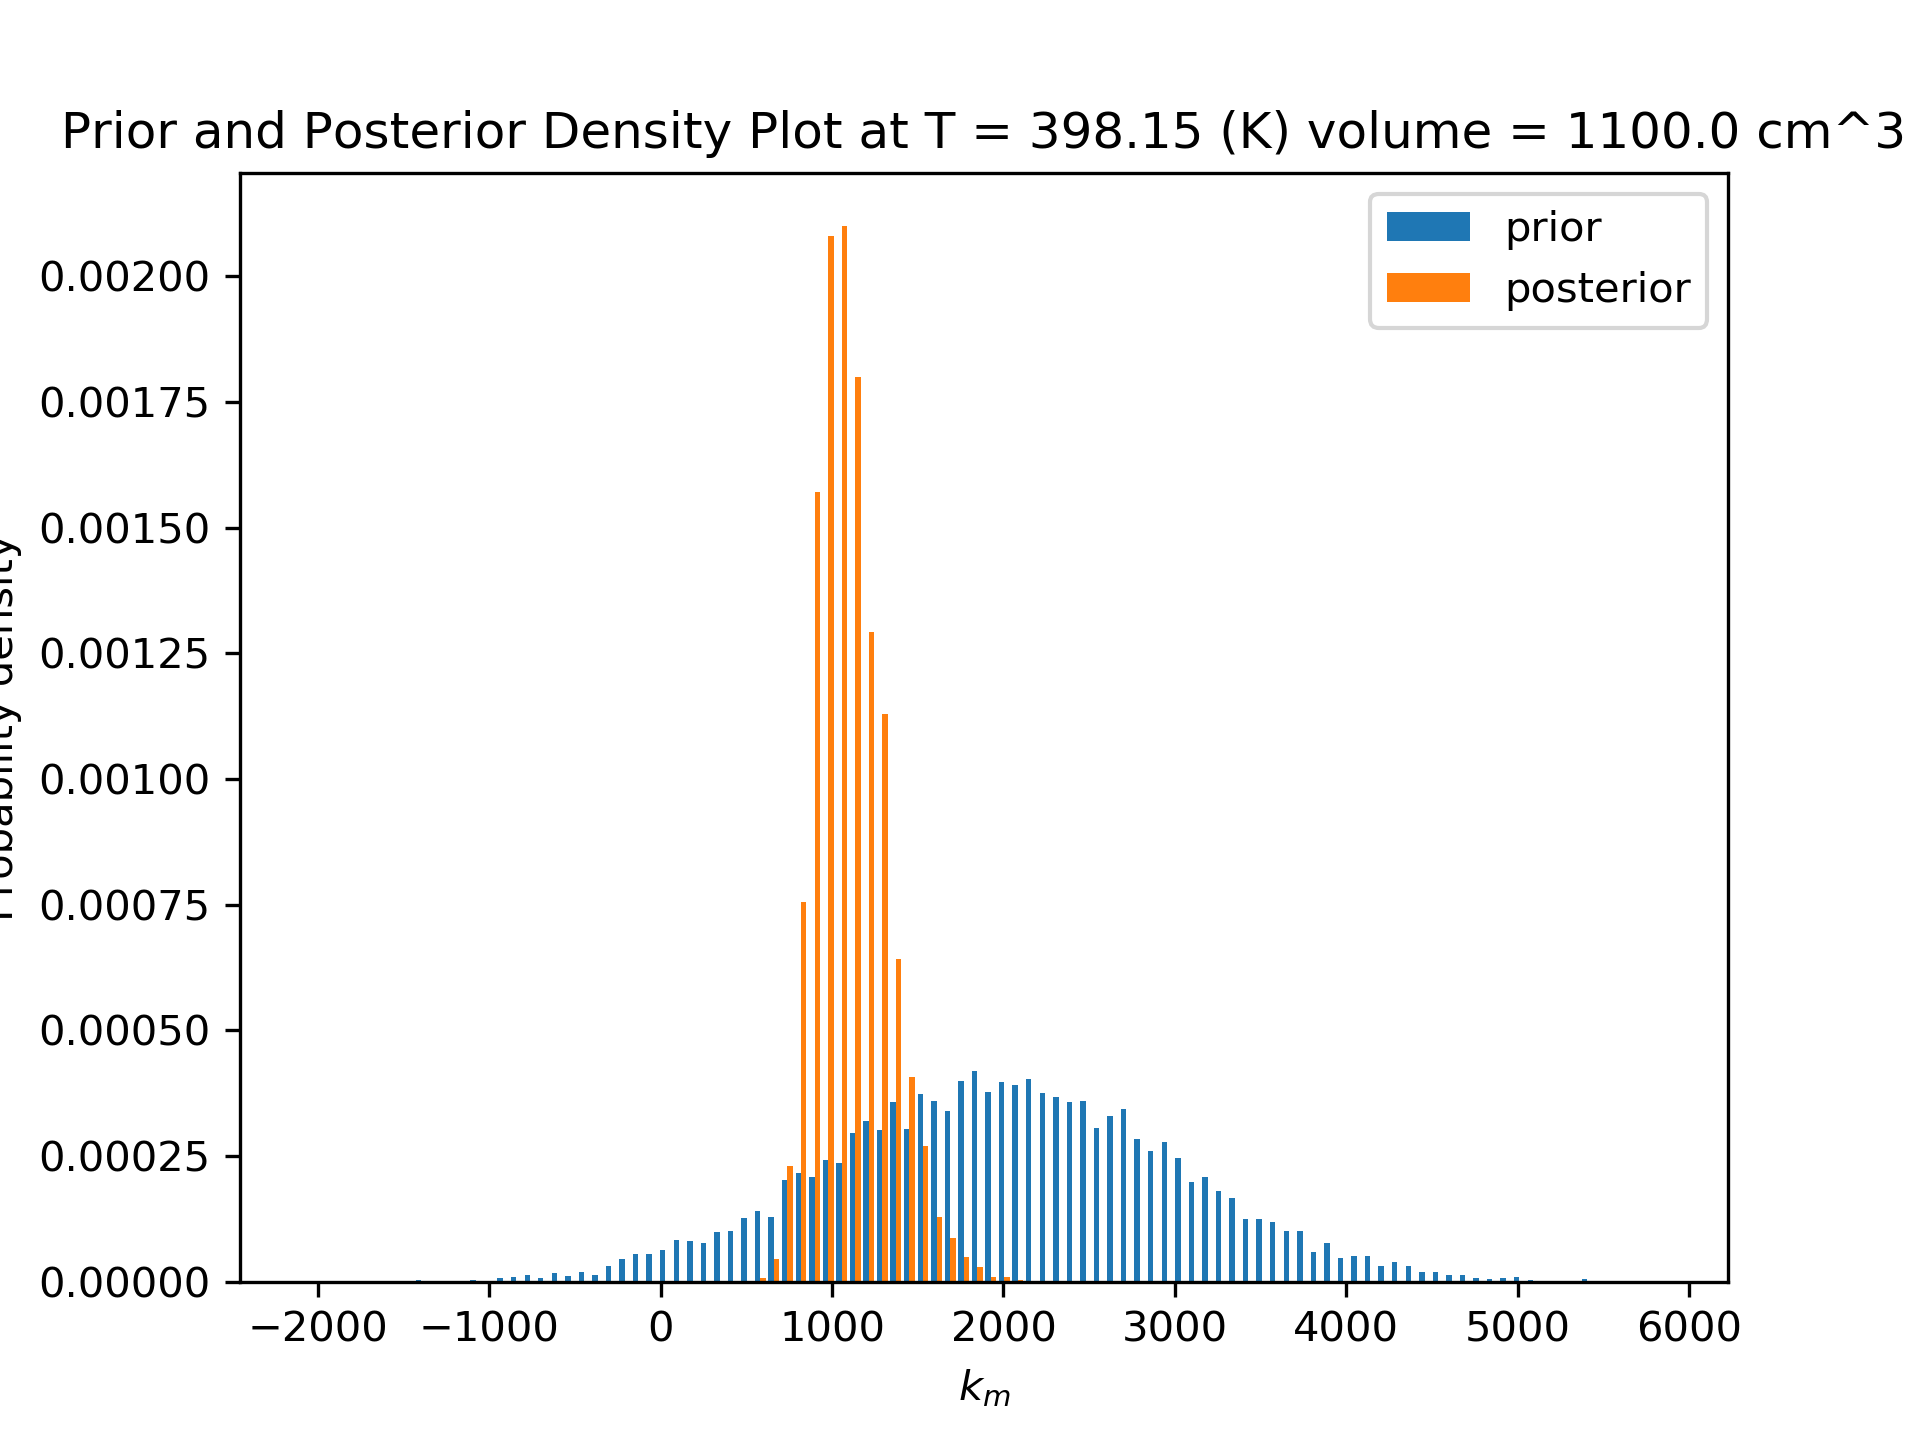 Prior and Posterior Density Plot at T = 398.15 (K) volume = 1100.0 cm^3
prior
posterior
Probability density
0.00200
0.00175
0.00150
0.00125
0.00100
0.00075
0.00050
0.00025
0.00000
−2000 −1000 0 1000 2000 3000 4000 5000 6000
kₘ